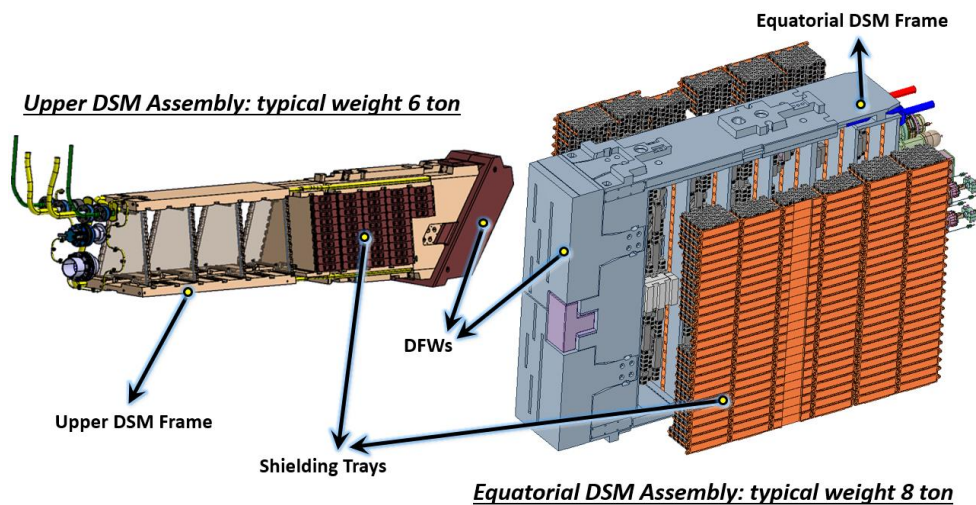 Equatorial DSM Frame
Upper DSM Assembly: typical weight 6 ton
DFWs
Upper DSM Frame
Shielding Trays
Equatorial DSM Assembly: typical weight 8 ton